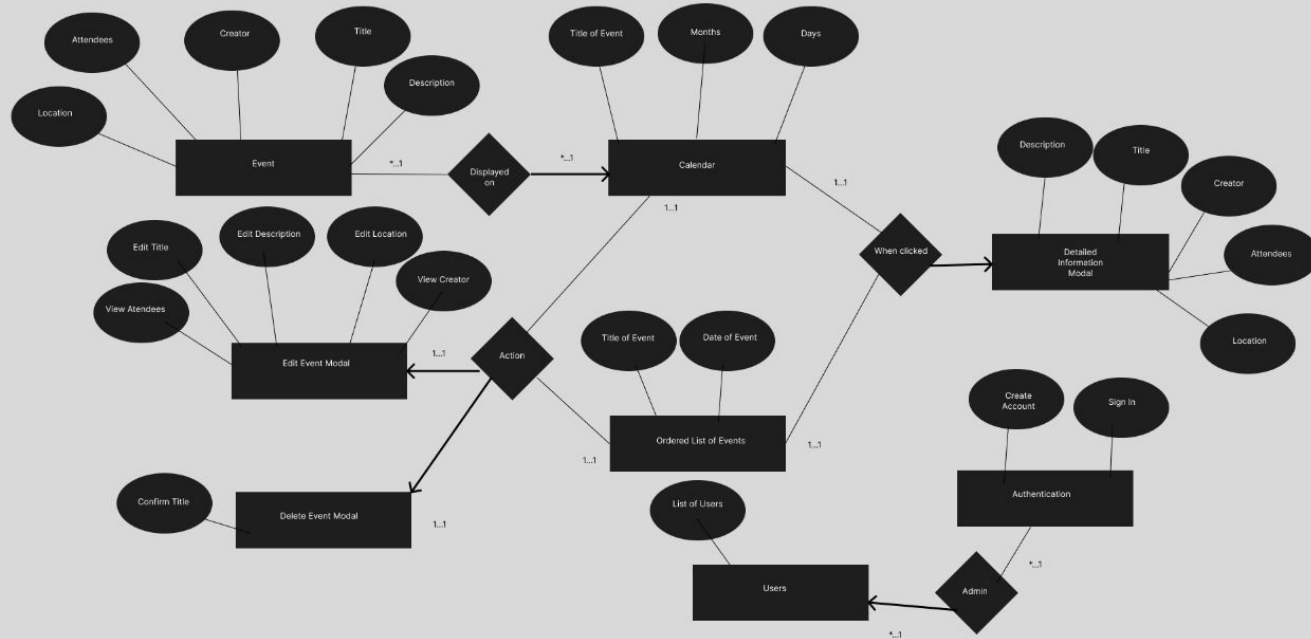 Attendees
Creator
Title
Description
Location
Event
*...1
Displayed
on
*...1
Title of Event
Months
Days
Calendar
1...1
1...1
When clicked
Description
Title
Creator
Attendees
Location
Detailed
Information
Modal
Edit Title
Edit Description
Edit Location
View Creator
View Atendees
Edit Event Modal
1...1
Action
Title of Event
Date of Event
Ordered List of Events
1...1
1...1
Confirm Title
Delete Event Modal
1...1
Create
Account
Sign In
Authentication
*...1
Admin
*...1
List of Users
Users